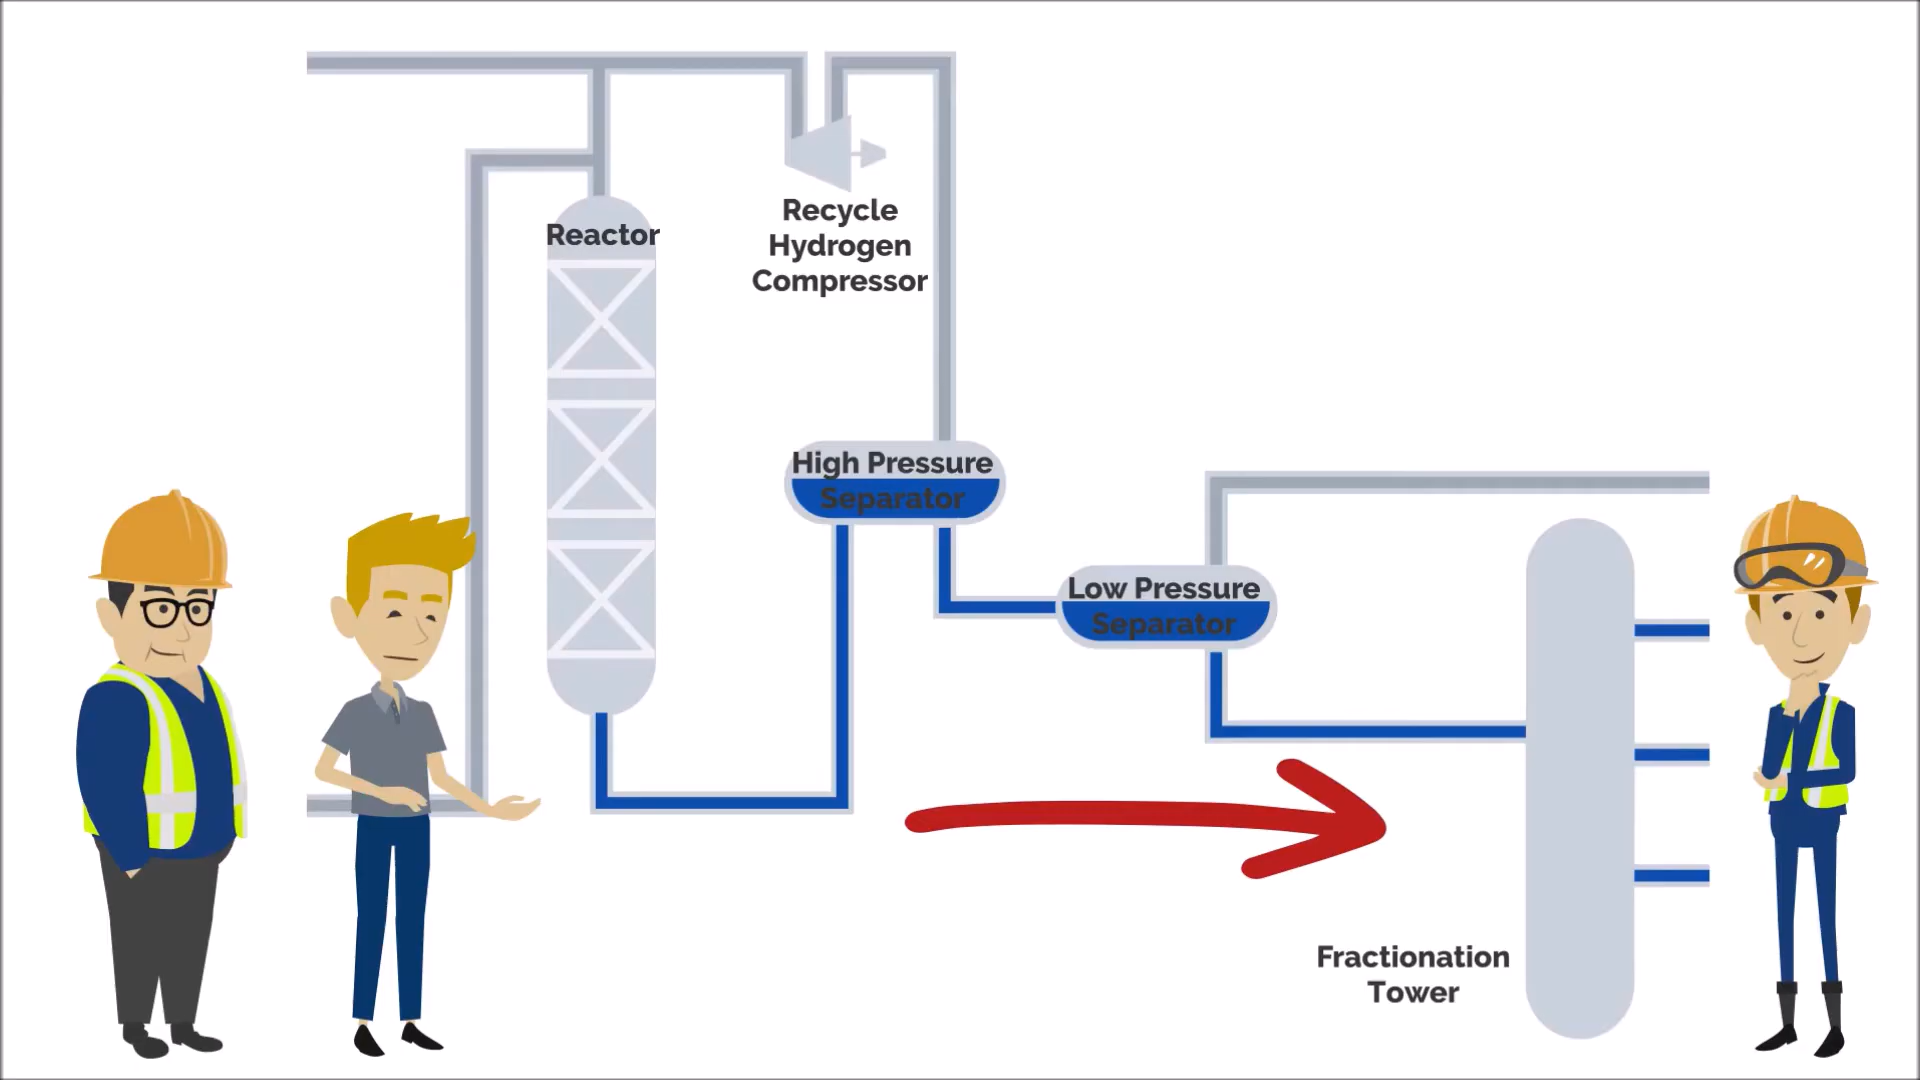 Reactor
Recycle
Hydrogen
Compressor
High Pressure
Separator
Low Pressure
Separator
Fractionation
Tower